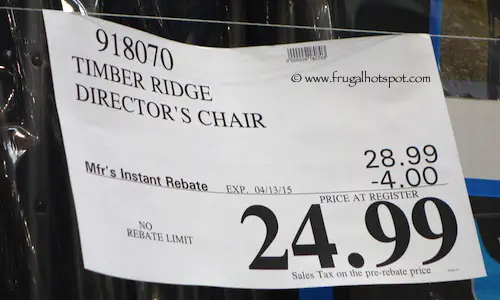 918070
TIMBER RIDGE
DIRECTOR'S CHAIR
© www.frugalhotspot.com
28.99
Mfr's Instant Rebate EXP. 04/13/15 -4.00
PRICE AT REGISTER
NO
REBATE LIMIT
24.99
Sales Tax on the pre-rebate price